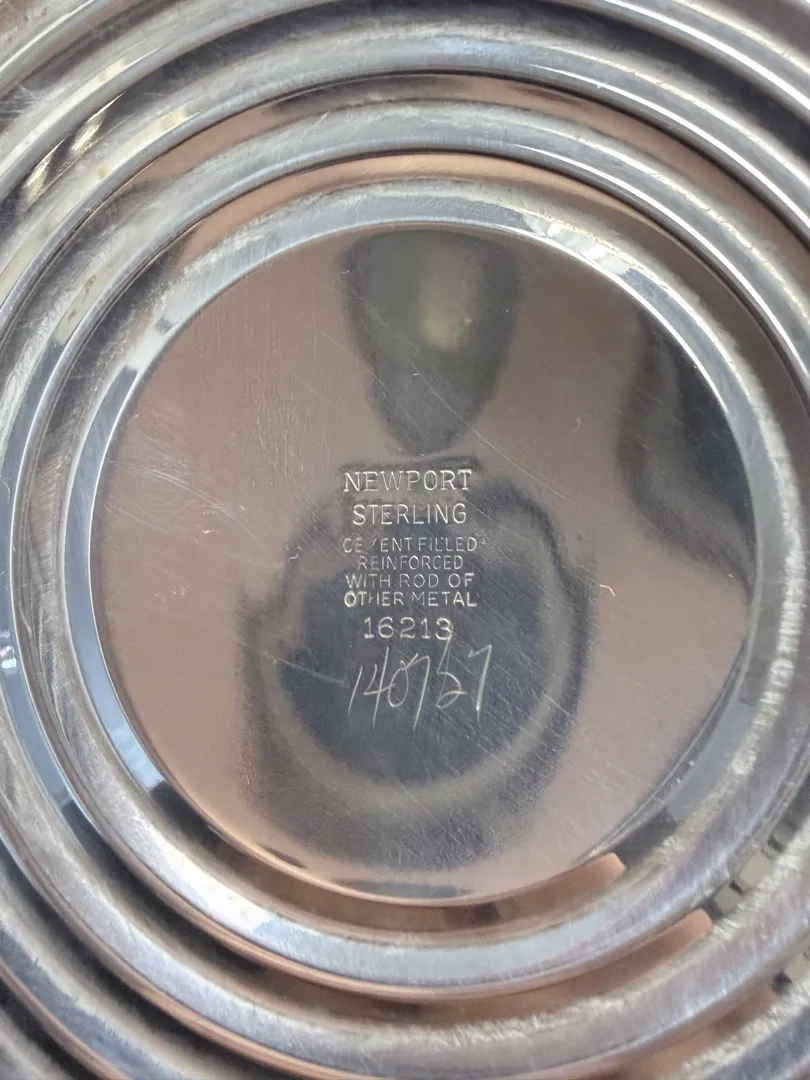 NEWPORT
STERLING
CEMENT FILLED
REINFORCED
WITH ROD OF
OTHER METAL
16213